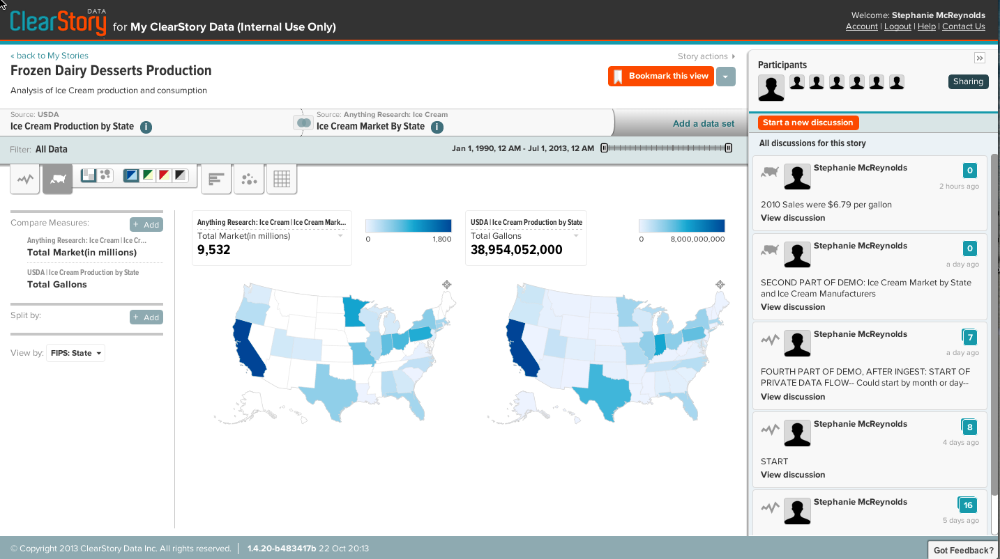 ClearStory DATA for My ClearStory Data (Internal Use Only)
Welcome: Stephanie McReynolds
Account | Logout | Help | Contact Us
« back to My Stories
Story actions
Frozen Dairy Desserts Production
Bookmark this view
Analysis of Ice Cream production and consumption
Source: USDA
Ice Cream Production by State i
Source: Anything Research: Ice Cream
Ice Cream Market By State i
Add a data set
Filter: All Data
Jan 1, 1990, 12 AM - Jul 1, 2013, 12 AM
Compare Measures:
+ Add
Anything Research: Ice Cream | Ice Cr...
Total Market(in millions)
USDA | Ice Cream Production by State
Total Gallons
Split by:
+ Add
View by: FIPS: State
Anything Research: Ice Cream | Ice Cream Mark...
Total Market(in millions)
9,532
0 1,800
USDA | Ice Cream Production by State
Total Gallons
38,954,052,000
0 8,000,000,000
Participants
Sharing
Start a new discussion
All discussions for this story
Stephanie McReynolds
0
2 hours ago
2010 Sales were $6.79 per gallon
View discussion
Stephanie McReynolds
0
a day ago
SECOND PART OF DEMO: Ice Cream Market by State
and Ice Cream Manufacturers
View discussion
Stephanie McReynolds
7
a day ago
FOURTH PART OF DEMO, AFTER INGEST: START OF
PRIVATE DATA FLOW-- Could start by month or day--
View discussion
Stephanie McReynolds
8
4 days ago
START
View discussion
Stephanie McReynolds
16
5 days ago
© Copyright 2013 ClearStory Data Inc. All rights reserved. | 1.4.20-b483417b 22 Oct 20:13
Got Feedback?